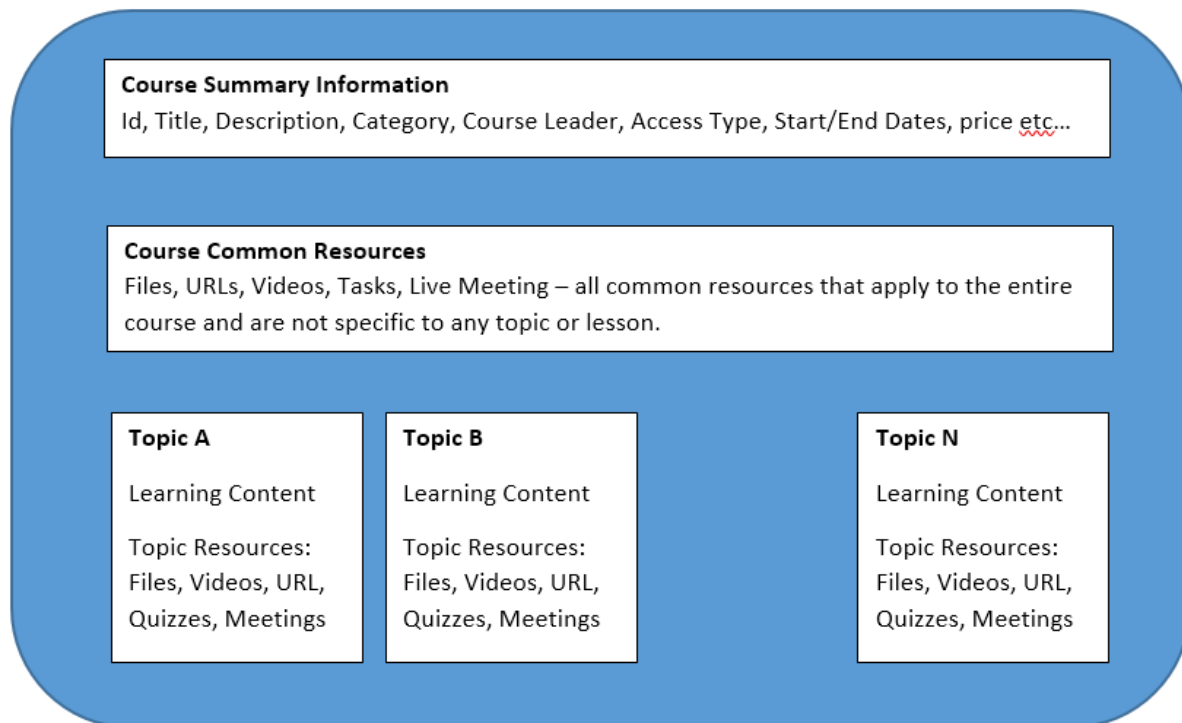 Course Summary Information
Id, Title, Description, Category, Course Leader, Access Type, Start/End Dates, price etc…
Course Common Resources
Files, URLs, Videos, Tasks, Live Meeting – all common resources that apply to the entire
course and are not specific to any topic or lesson.
Topic A
Learning Content
Topic Resources:
Files, Videos, URL,
Quizzes, Meetings
Topic B
Learning Content
Topic Resources:
Files, Videos, URL,
Quizzes, Meetings
Topic N
Learning Content
Topic Resources:
Files, Videos, URL,
Quizzes, Meetings